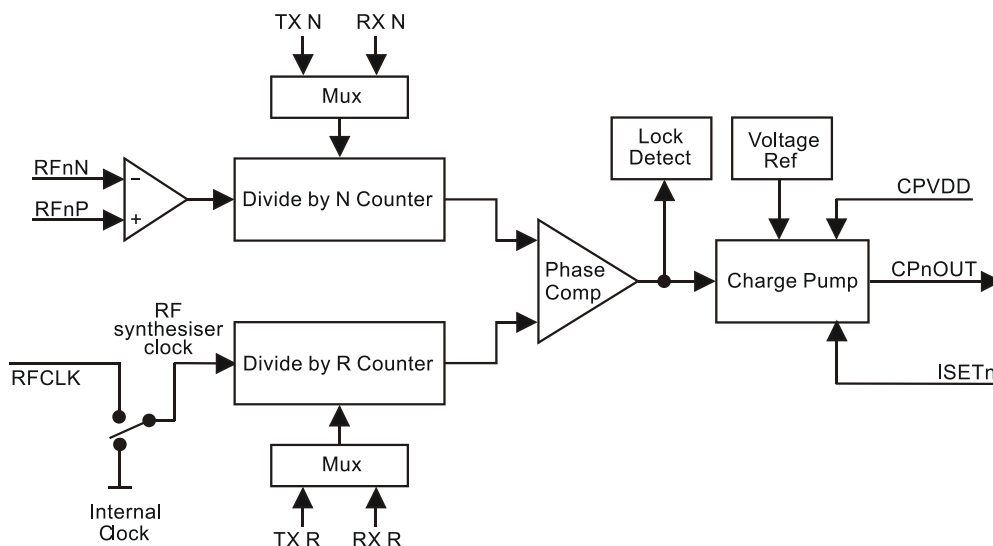 TX N
RX N
Mux
Lock
Detect
Voltage
Ref
RFnN
RFnP
−
+
Divide by N Counter
CPVDD
Phase
Comp
Charge Pump
CPnOUT
RF
synthesiser
clock
Divide by R Counter
RFCLK
ISETn
Mux
Internal
Clock
TX R
RX R